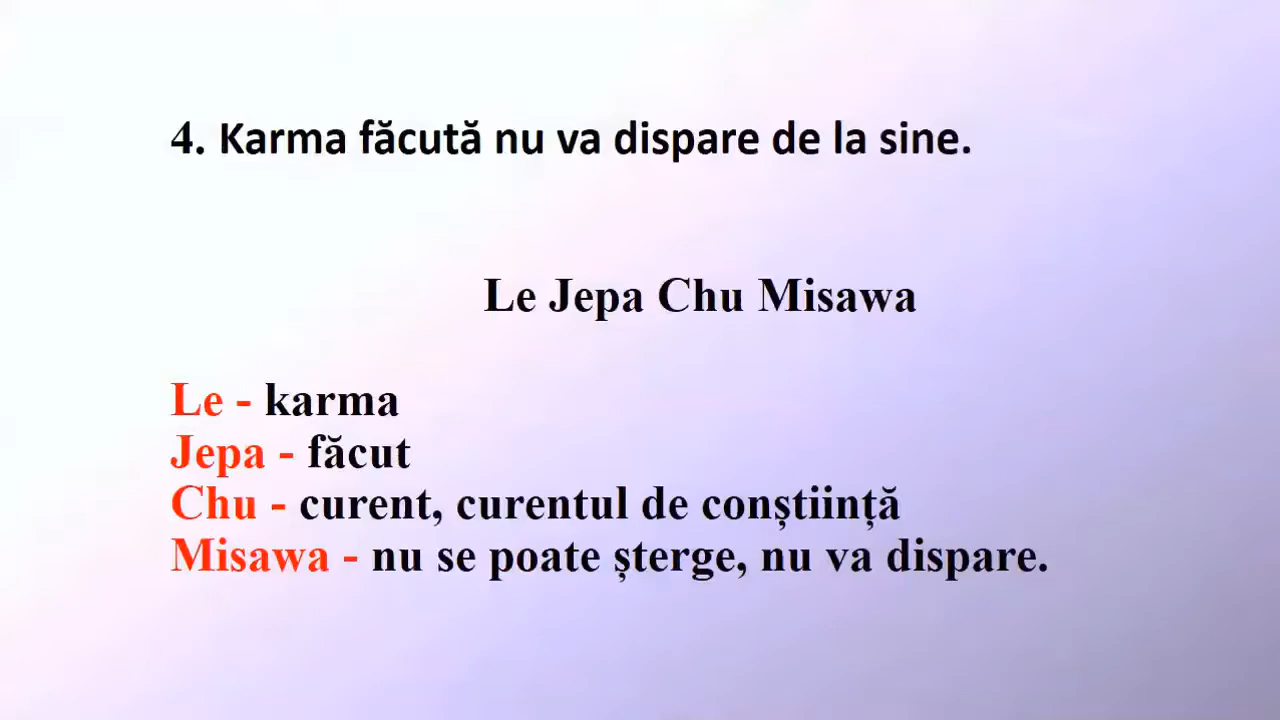 4. Karma făcută nu va dispare de la sine.
Le Jepa Chu Misawa
Le - karma
Jepa - făcut
Chu - curent, curentul de conștiință
Misawa - nu se poate șterge, nu va dispare.